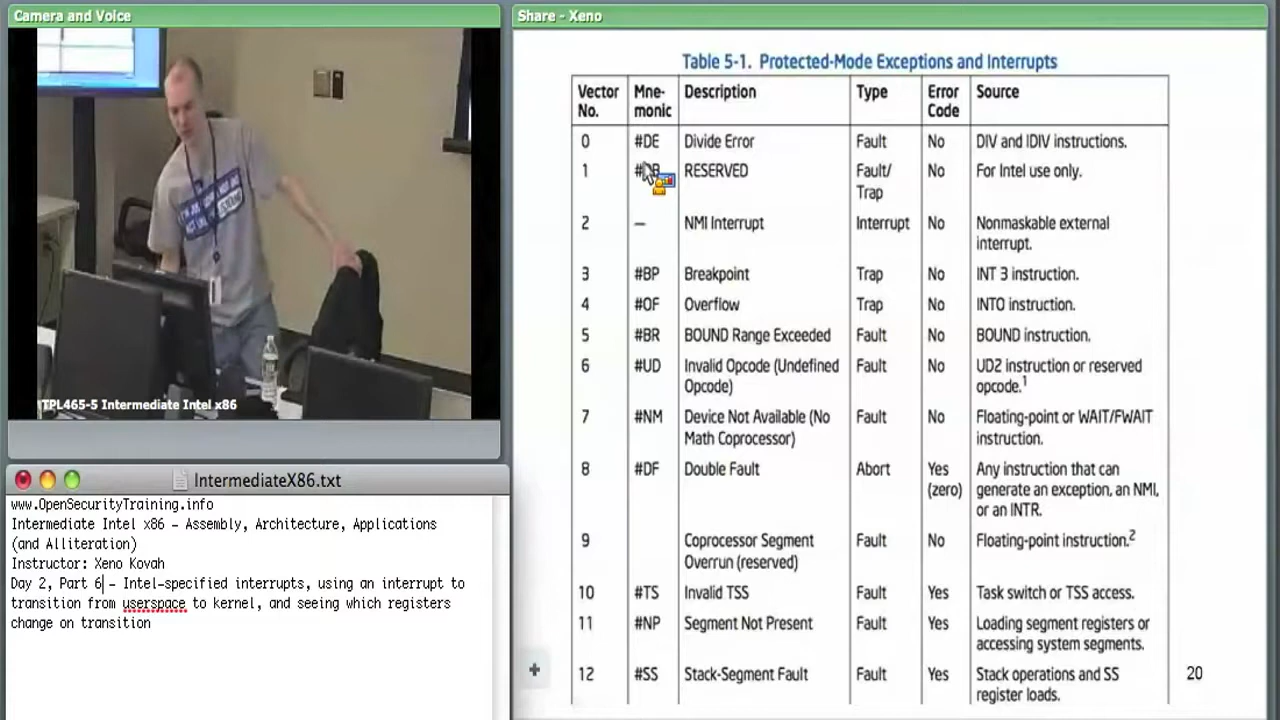 Camera and Voice
TPL465-5 Intermediate Intel x86
IntermediateX86.txt
www.OpenSecurityTraining.info
Intermediate Intel x86 – Assembly, Architecture, Applications
(and Alliteration)
Instructor: Xeno Kovah
Day 2, Part 6 – Intel-specified interrupts, using an interrupt to
transition from userspace to kernel, and seeing which registers
change on transition
Share - Xeno
Table 5-1. Protected-Mode Exceptions and Interrupts
Vector No. Mne-monic Description Type Error Code Source
0 #DE Divide Error Fault No DIV and IDIV instructions.
1 RESERVED Fault/ No For Intel use only.
Trap
2 — NMI Interrupt Interrupt No Nonmaskable external
interrupt.
3 #BP Breakpoint Trap No INT 3 instruction.
4 #OF Overflow Trap No INTO instruction.
5 #BR BOUND Range Exceeded Fault No BOUND instruction.
6 #UD Invalid Opcode (Undefined Fault No UD2 instruction or reserved
Opcode) opcode.1
7 #NM Device Not Available (No Fault No Floating-point or WAIT/FWAIT
Math Coprocessor) instruction.
8 #DF Double Fault Abort Yes Any instruction that can
(zero) generate an exception, an NMI,
or an INTR.
9 Coprocessor Segment Fault No Floating-point instruction.2
Overrun (reserved)
10 #TS Invalid TSS Fault Yes Task switch or TSS access.
11 #NP Segment Not Present Fault Yes Loading segment registers or
accessing system segments.
12 #SS Stack-Segment Fault Fault Yes Stack operations and SS
register loads.
20